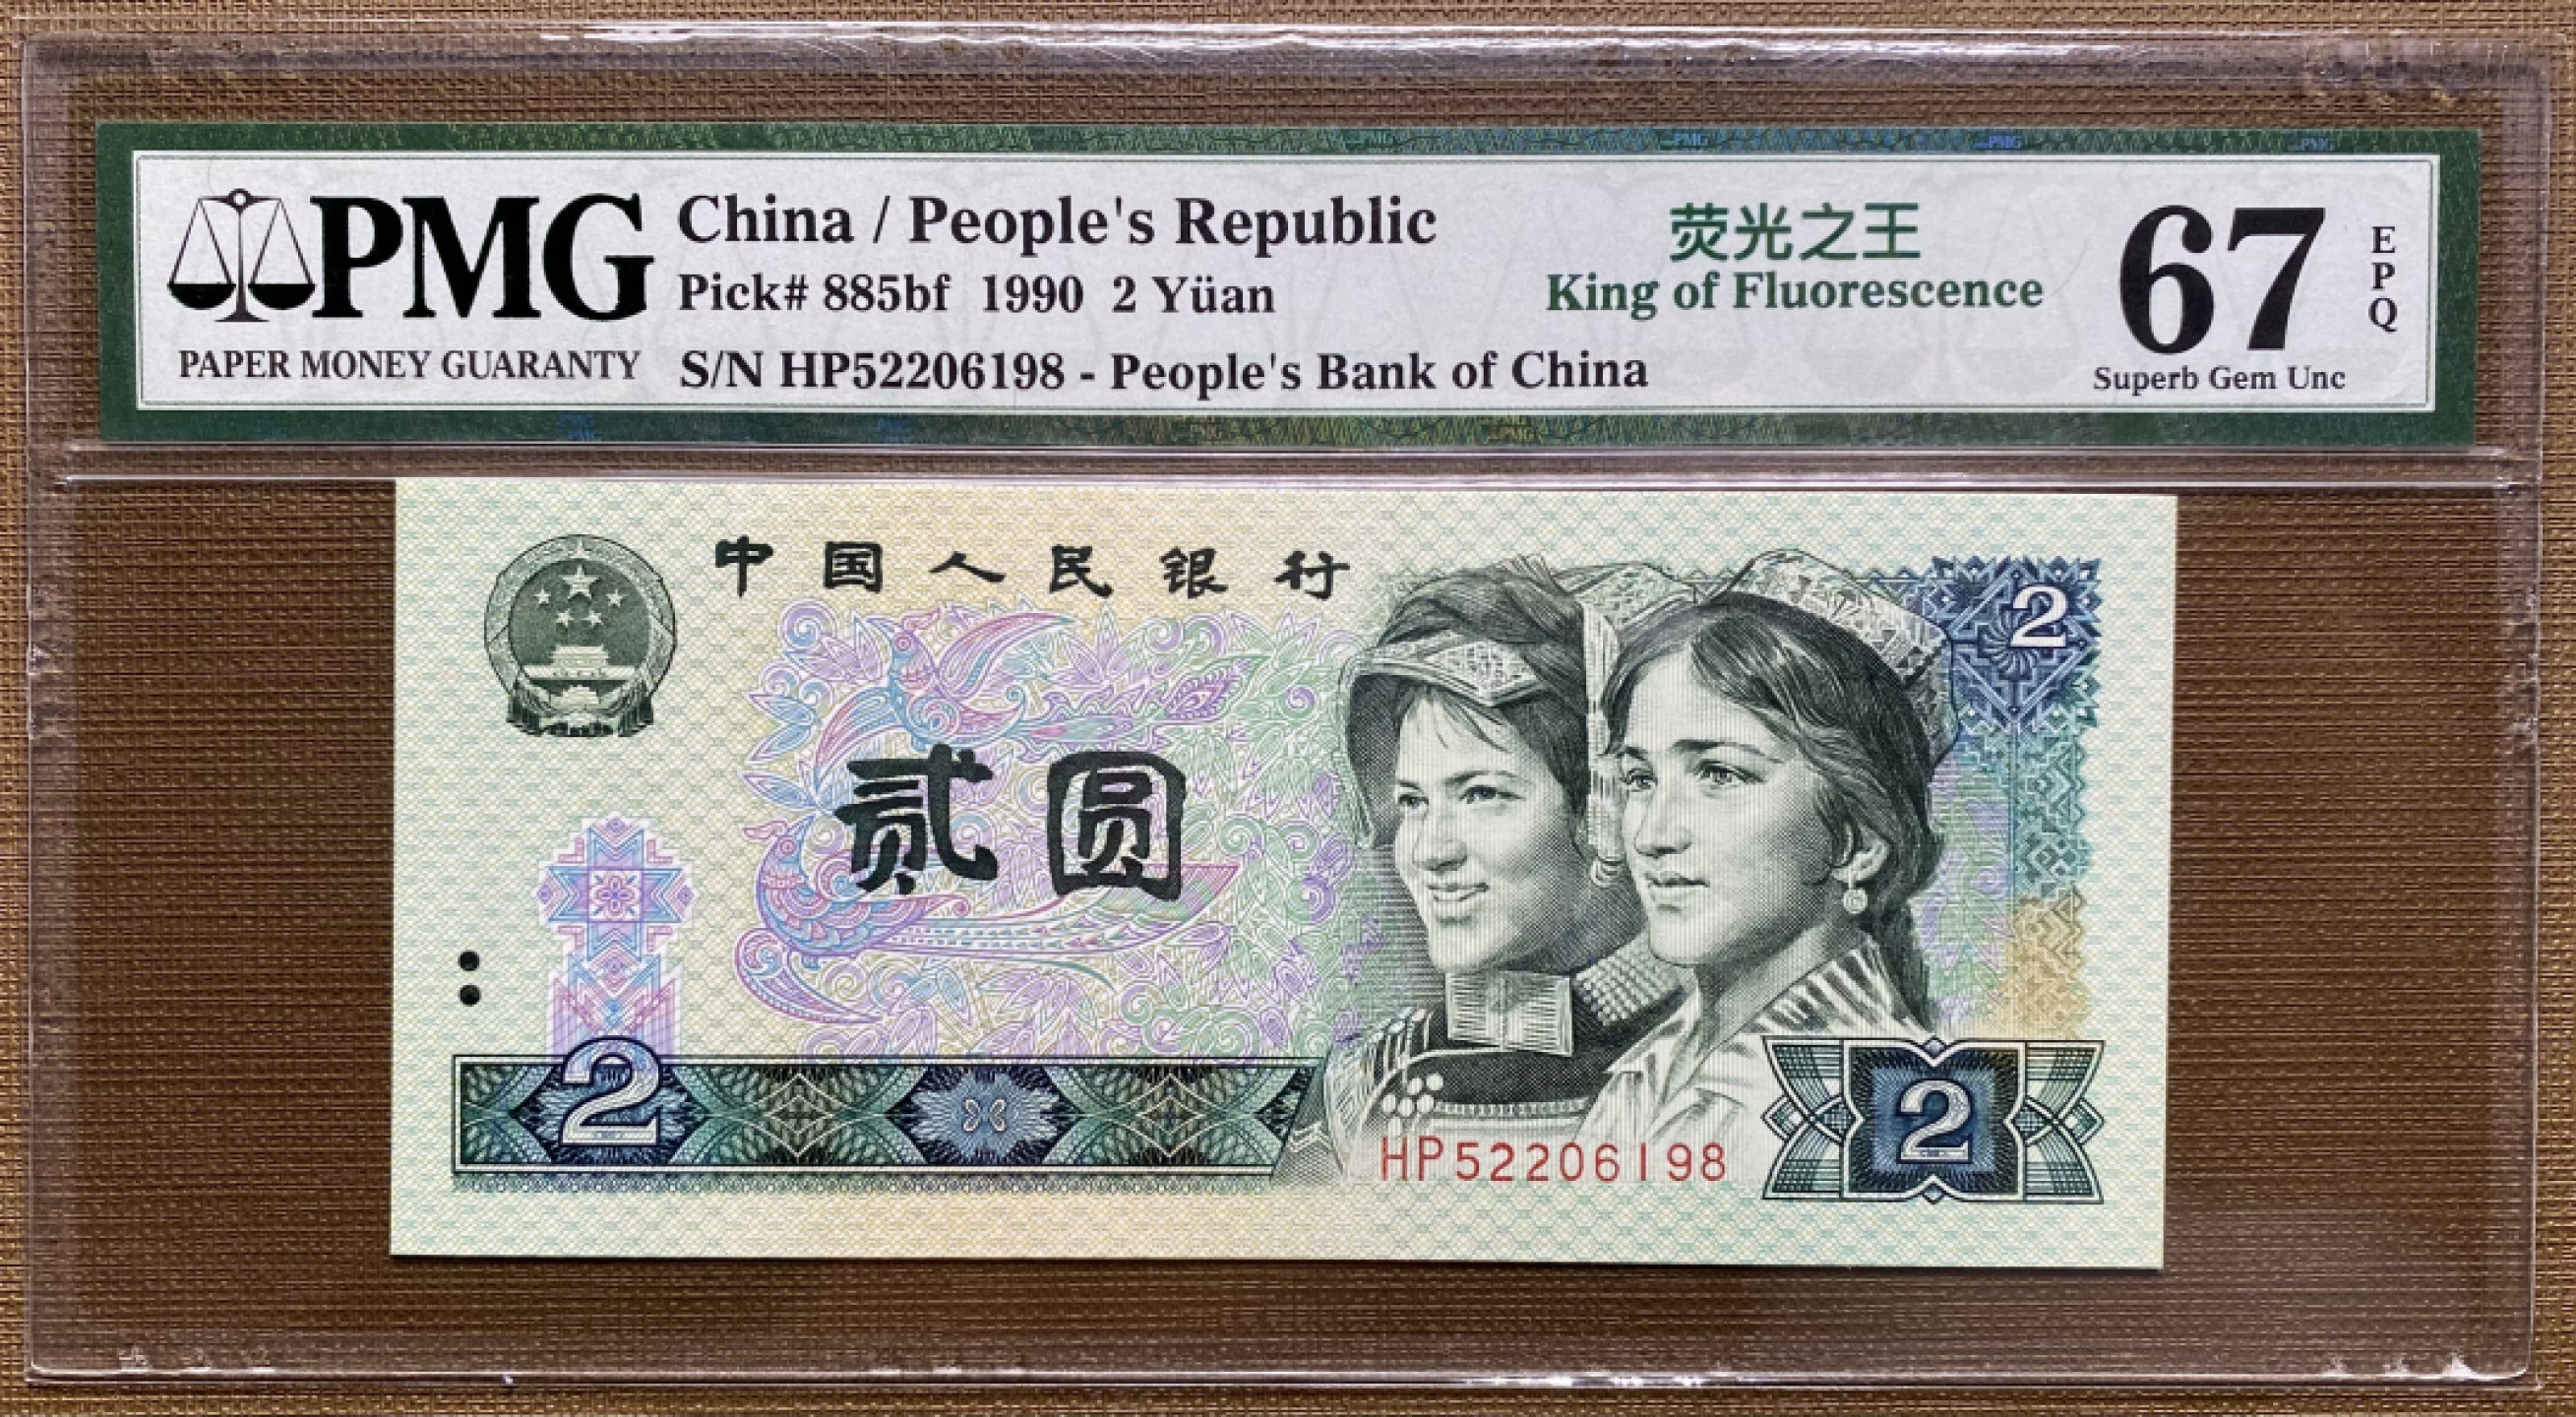 PMG
PAPER MONEY GUARANTY
China / People's Republic
Pick# 885bf 1990 2 Yüan
S/N HP52206198 - People's Bank of China
荧光之王
King of Fluorescence
67
EPQ
Superb Gem Unc
中国人民银行
2
贰圆
2
HP52206198
2